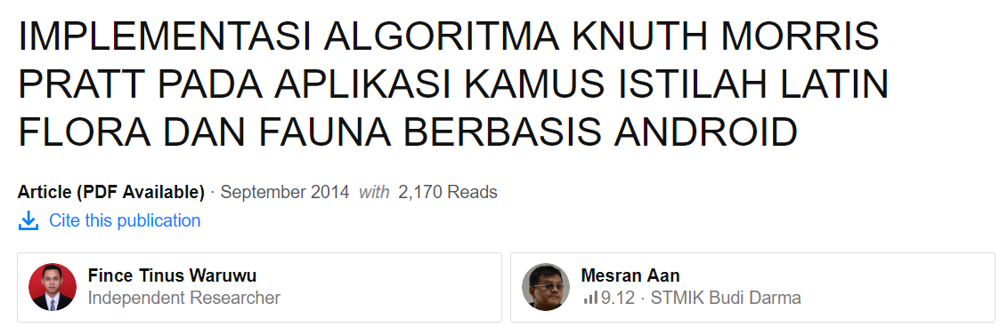 IMPLEMENTASI ALGORITMA KNUTH MORRIS
PRATT PADA APLIKASI KAMUS ISTILAH LATIN
FLORA DAN FAUNA BERBASIS ANDROID
Article (PDF Available) · September 2014 with 2,170 Reads
Cite this publication
Fince Tinus Waruwu
Independent Researcher
Mesran Aan
9.12 · STMIK Budi Darma